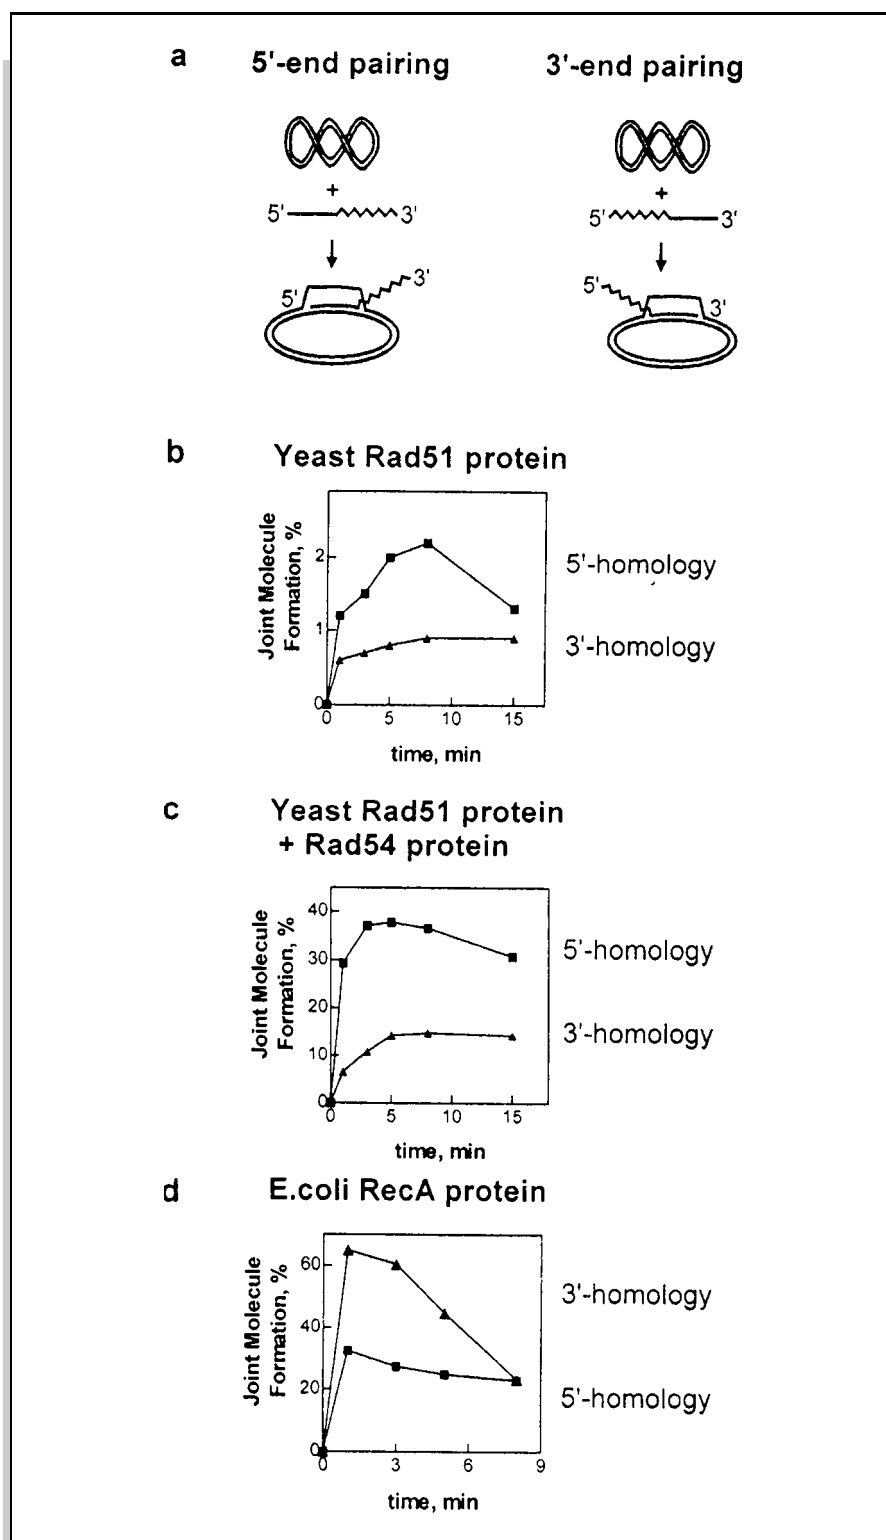 a
5'-end pairing
3'-end pairing
+
+
5' 3'
5' 3'
5' 3'
5' 3'
b
Yeast Rad51 protein
Joint Molecule
Formation, %
2
1
0
0 5 10 15
time, min
5'-homology
3'-homology
c
Yeast Rad51 protein
+ Rad54 protein
Joint Molecule
Formation, %
40
30
20
10
0
0 5 10 15
time, min
5'-homology
3'-homology
d
E.coli RecA protein
Joint Molecule
Formation, %
60
40
20
0
0 3 6 9
time, min
3'-homology
5'-homology